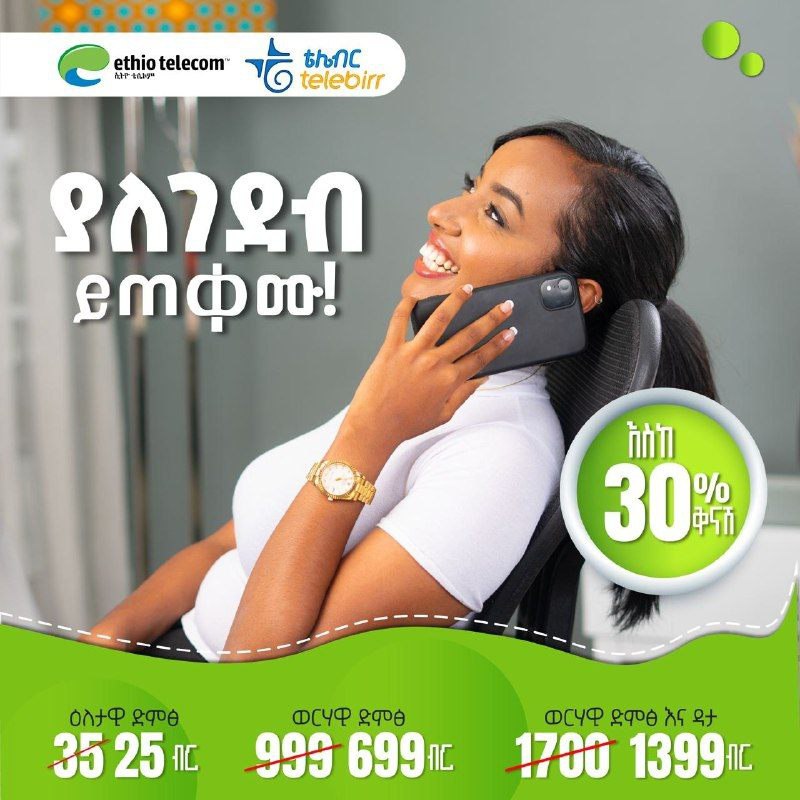 ethio telecom™
ኢትዮ ቴሌኮም
ቴሌብር
telebirr
ያለገደብ
ይጠቀሙ!
እስከ
30%
ቅናሽ
ዕለታዊ ድምፅ
35 25 ብር
ወርሃዊ ድምፅ
999 699 ብር
ወርሃዊ ድምፅ እና ዳታ
1700 1399 ብር